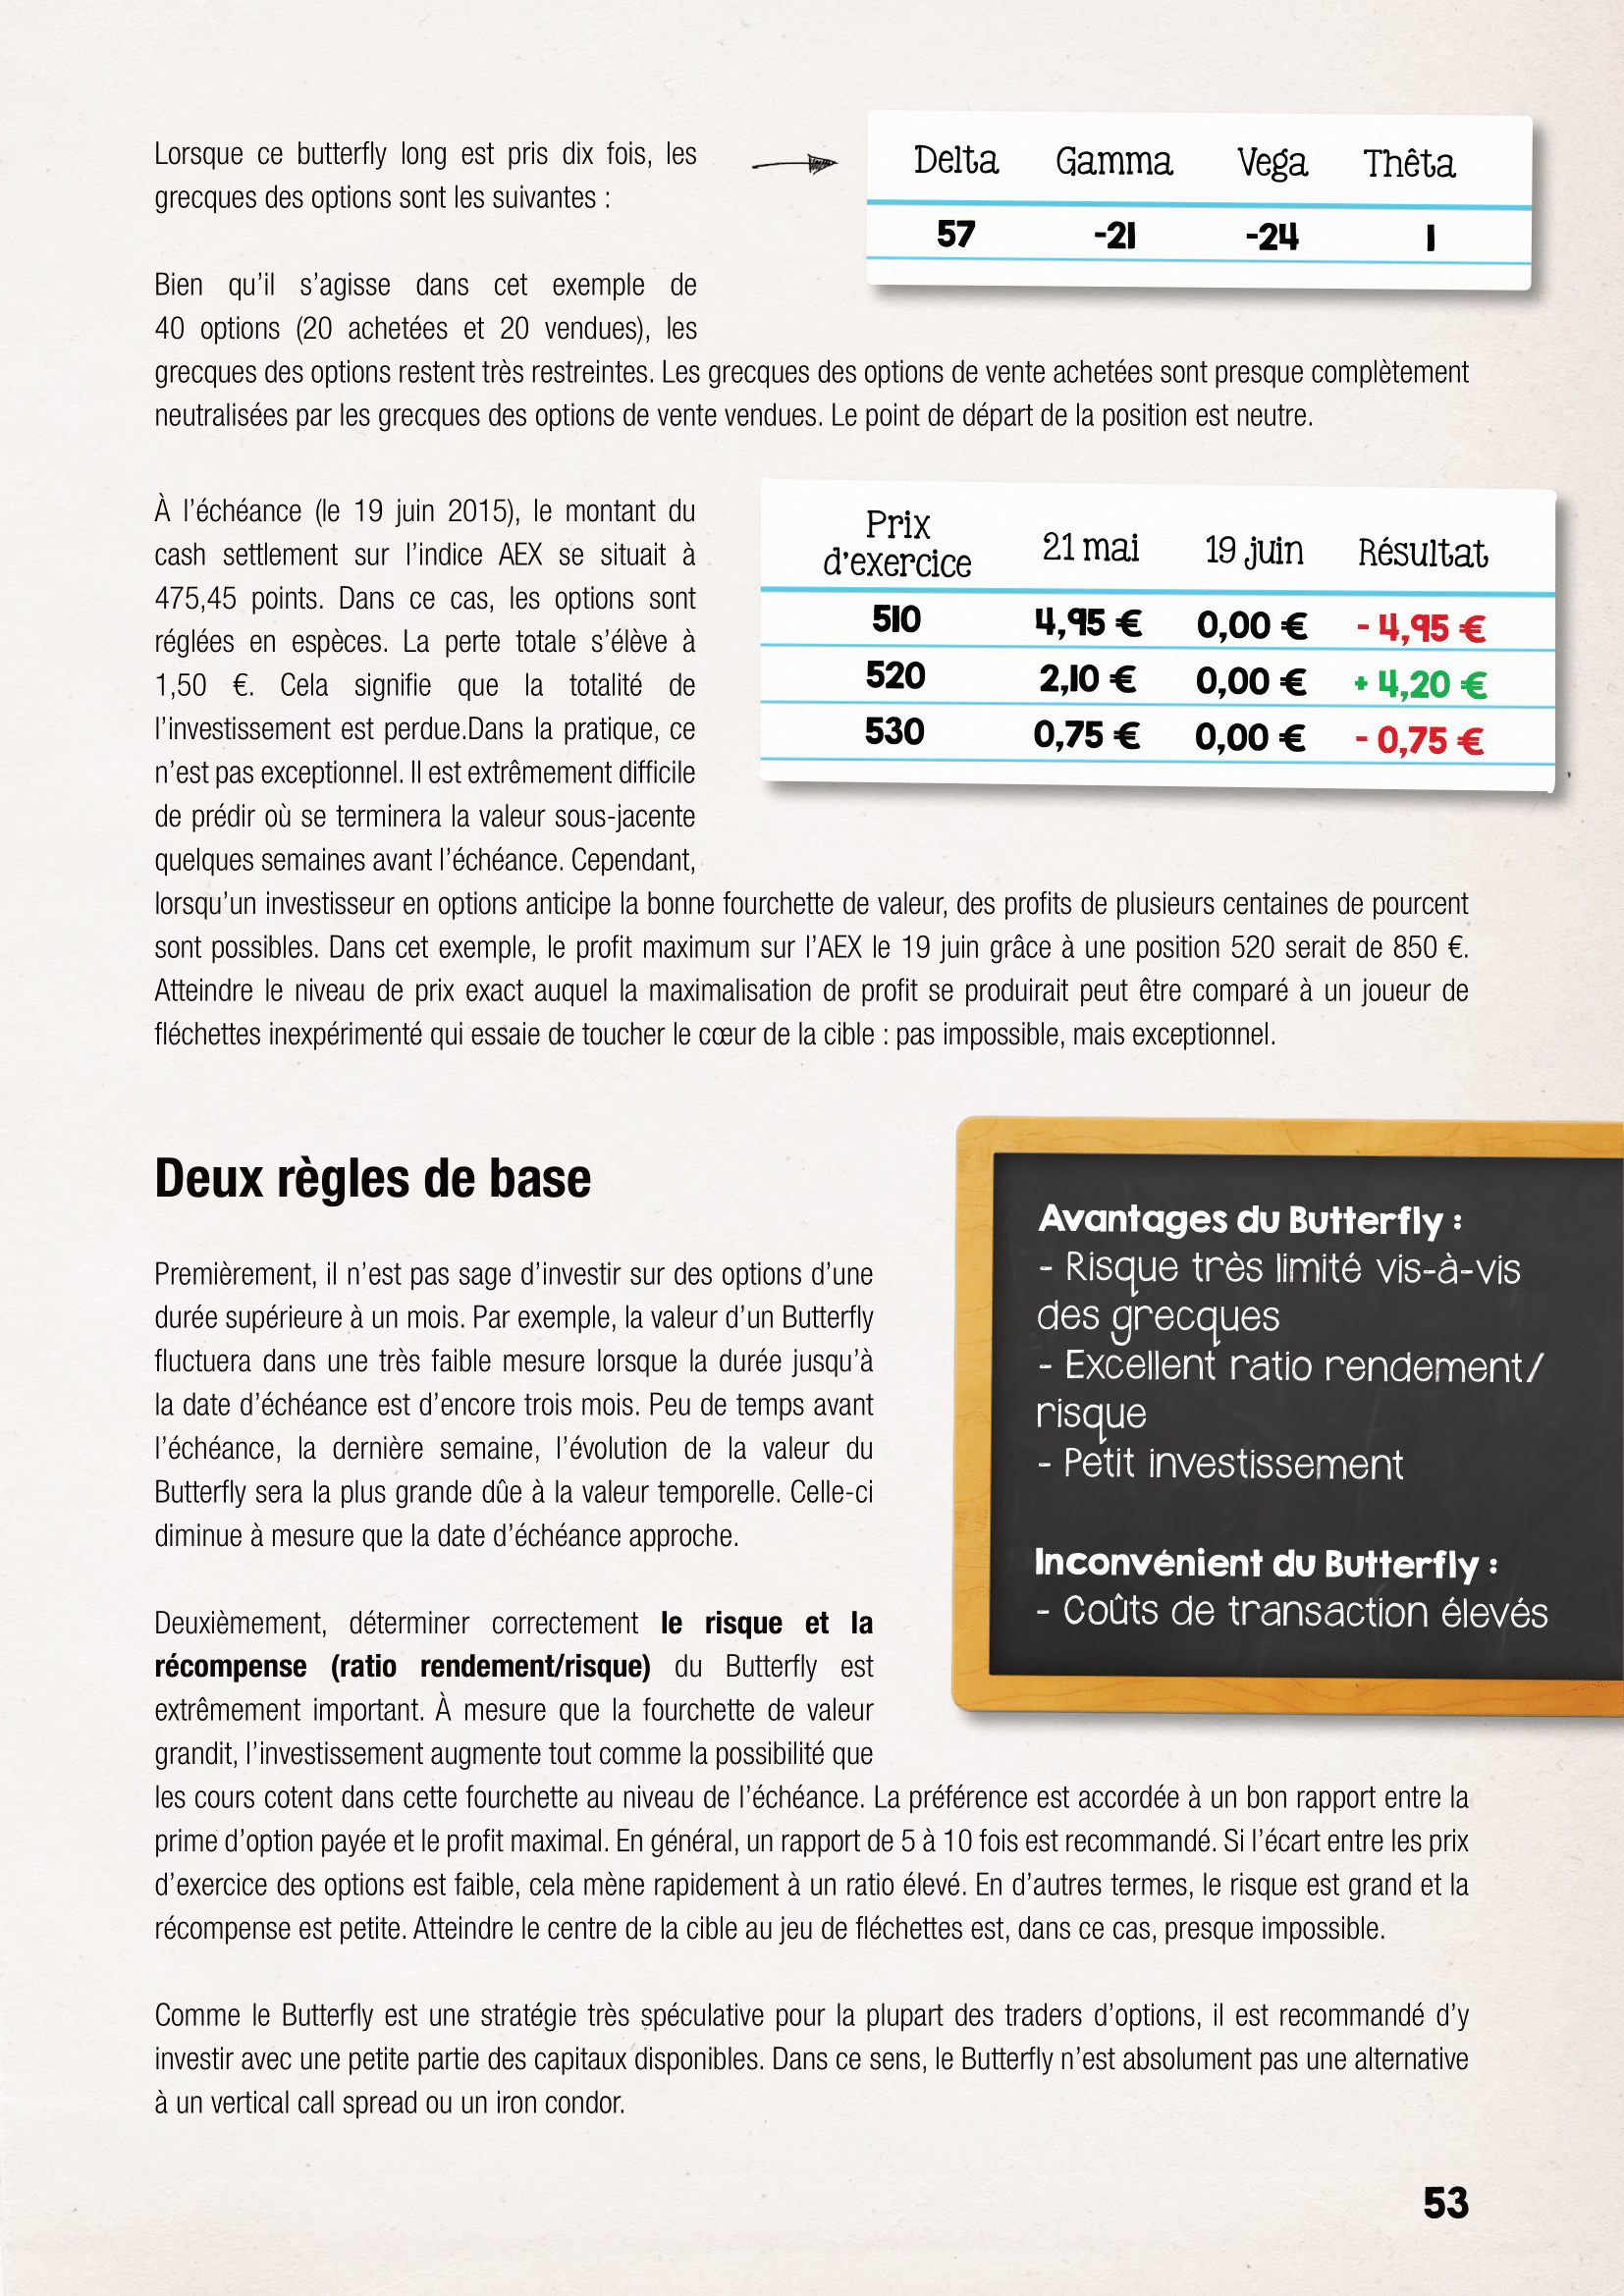 Lorsque ce butterfly long est pris dix fois, les
grecques des options sont les suivantes :
Delta Gamma Vega Thêta
57 -21 -24 1
Bien qu'il s'agisse dans cet exemple de
40 options (20 achetées et 20 vendues), les
grecques des options restent très restreintes. Les grecques des options de vente achetées sont presque complètement
neutralisées par les grecques des options de vente vendues. Le point de départ de la position est neutre.
À l'échéance (le 19 juin 2015), le montant du
cash settlement sur l'indice AEX se situait à
475,45 points. Dans ce cas, les options sont
réglées en espèces. La perte totale s'élève à
1,50 €. Cela signifie que la totalité de
l'investissement est perdue.Dans la pratique, ce
n'est pas exceptionnel. Il est extrêmement difficile
de prédir où se terminera la valeur sous-jacente
quelques semaines avant l'échéance. Cependant,
lorsqu'un investisseur en options anticipe la bonne fourchette de valeur, des profits de plusieurs centaines de pourcent
sont possibles. Dans cet exemple, le profit maximum sur l'AEX le 19 juin grâce à une position 520 serait de 850 €.
Atteindre le niveau de prix exact auquel la maximalisation de profit se produirait peut être comparé à un joueur de
fléchettes inexpérimenté qui essaie de toucher le cœur de la cible : pas impossible, mais exceptionnel.
Prix
d'exercice 21 mai 19 juin Résultat
510 4,95 € 0,00 € - 4,95 €
520 2,10 € 0,00 € + 4,20 €
530 0,75 € 0,00 € - 0,75 €
Deux règles de base
Premièrement, il n'est pas sage d'investir sur des options d'une
durée supérieure à un mois. Par exemple, la valeur d'un Butterfly
fluctuera dans une très faible mesure lorsque la durée jusqu'à
la date d'échéance est d'encore trois mois. Peu de temps avant
l'échéance, la dernière semaine, l'évolution de la valeur du
Butterfly sera la plus grande dûe à la valeur temporelle. Celle-ci
diminue à mesure que la date d'échéance approche.
Deuxièmement, déterminer correctement le risque et la
récompense (ratio rendement/risque) du Butterfly est
extrêmement important. À mesure que la fourchette de valeur
grandit, l'investissement augmente tout comme la possibilité que
les cours cotent dans cette fourchette au niveau de l'échéance. La préférence est accordée à un bon rapport entre la
prime d'option payée et le profit maximal. En général, un rapport de 5 à 10 fois est recommandé. Si l'écart entre les prix
d'exercice des options est faible, cela mène rapidement à un ratio élevé. En d'autres termes, le risque est grand et la
récompense est petite. Atteindre le centre de la cible au jeu de fléchettes est, dans ce cas, presque impossible.
Avantages du Butterfly :
- Risque très limité vis-à-vis
des grecques
- Excellent ratio rendement/
risque
- Petit investissement
Inconvénient du Butterfly :
- Coûts de transaction élevés
Comme le Butterfly est une stratégie très spéculative pour la plupart des traders d'options, il est recommandé d'y
investir avec une petite partie des capitaux disponibles. Dans ce sens, le Butterfly n'est absolument pas une alternative
à un vertical call spread ou un iron condor.
53